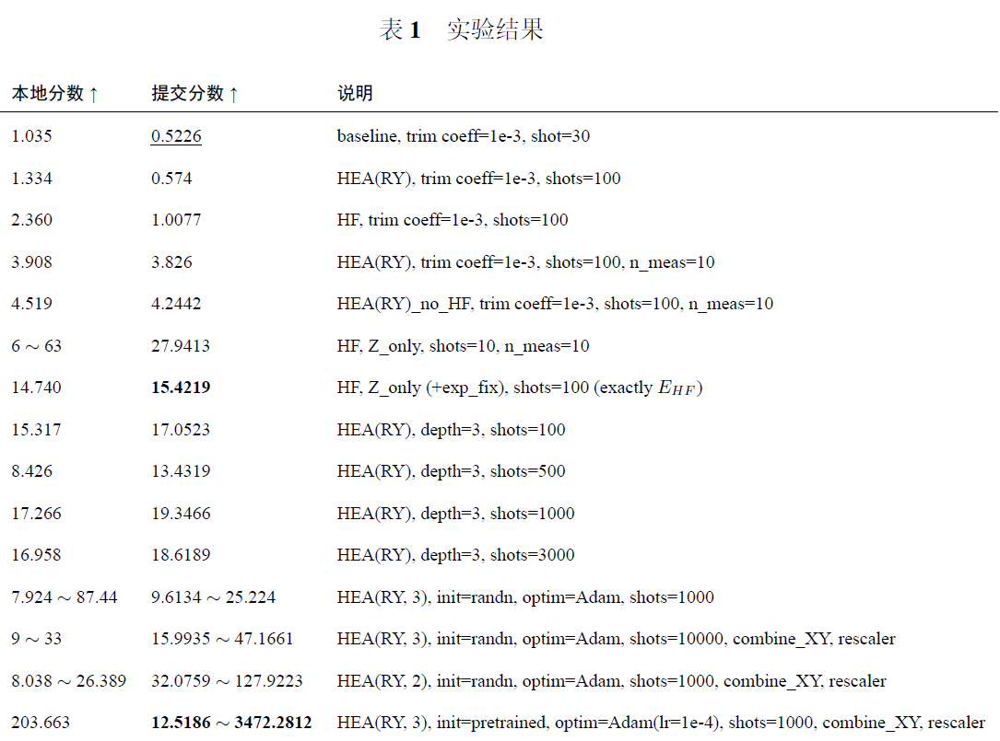 表 1 实验结果
本地分数 ↑ 提交分数 ↑ 说明
1.035 0.5226 baseline, trim coeff=1e-3, shot=30
1.334 0.574 HEA(RY), trim coeff=1e-3, shots=100
2.360 1.0077 HF, trim coeff=1e-3, shots=100
3.908 3.826 HEA(RY), trim coeff=1e-3, shots=100, n_meas=10
4.519 4.2442 HEA(RY)_no_HF, trim coeff=1e-3, shots=100, n_meas=10
6 ∼ 63 27.9413 HF, Z_only, shots=10, n_meas=10
14.740 15.4219 HF, Z_only (+exp_fix), shots=100 (exactly E_HF)
15.317 17.0523 HEA(RY), depth=3, shots=100
8.426 13.4319 HEA(RY), depth=3, shots=500
17.266 19.3466 HEA(RY), depth=3, shots=1000
16.958 18.6189 HEA(RY), depth=3, shots=3000
7.924 ∼ 87.44 9.6134 ∼ 25.224 HEA(RY, 3), init=randn, optim=Adam, shots=1000
9 ∼ 33 15.9935 ∼ 47.1661 HEA(RY, 3), init=randn, optim=Adam, shots=10000, combine_XY, rescaler
8.038 ∼ 26.389 32.0759 ∼ 127.9223 HEA(RY, 2), init=randn, optim=Adam, shots=1000, combine_XY, rescaler
203.663 12.5186 ∼ 3472.2812 HEA(RY, 3), init=pretrained, optim=Adam(lr=1e-4), shots=1000, combine_XY, rescaler